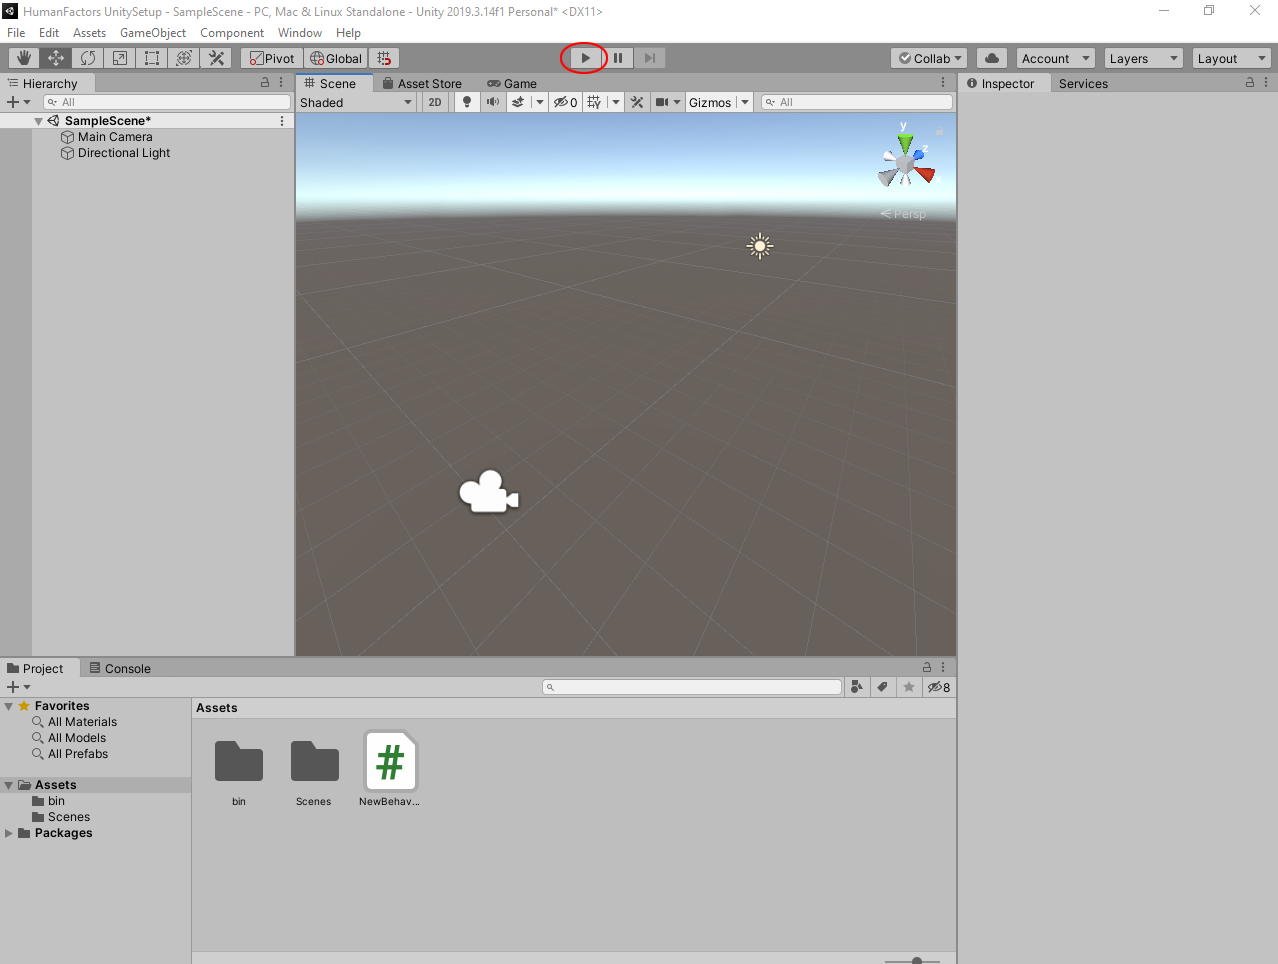 HumanFactors UnitySetup - SampleScene - PC, Mac & Linux Standalone - Unity 2019.3.14f1 Personal* <DX11>
File Edit Assets GameObject Component Window Help
Pivot Global Collab Account Layers Layout
Hierarchy
All
SampleScene*
Main Camera
Directional Light
Scene Asset Store Game
Shaded 2D 0 Gizmos All
y
z
x
Persp
Inspector Services
Project Console
8
Favorites
All Materials
All Models
All Prefabs
Assets
bin
Scenes
Packages
Assets
bin Scenes NewBehav...